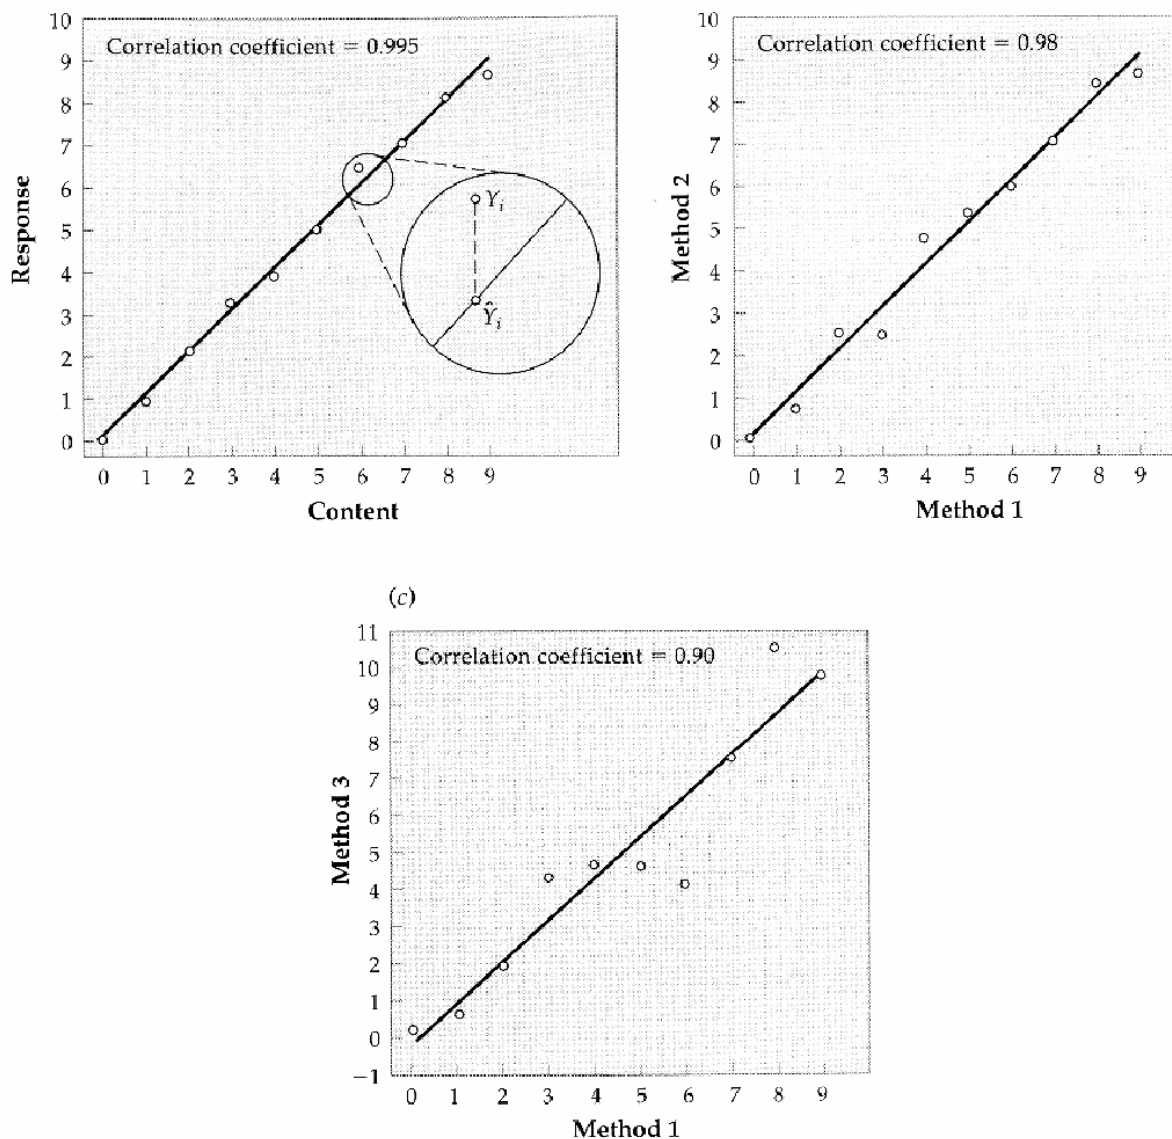 Correlation coefficient = 0.995
10
9
8
7
6
5
4
3
2
1
0
Response
Yᵢ
Ŷᵢ
0 1 2 3 4 5 6 7 8 9
Content
Correlation coefficient = 0.98
10
9
8
7
6
5
4
3
2
1
0
Method 2
0 1 2 3 4 5 6 7 8 9
Method 1
(c)
Correlation coefficient = 0.90
11
10
9
8
7
6
5
4
3
2
1
0
−1
Method 3
0 1 2 3 4 5 6 7 8 9
Method 1